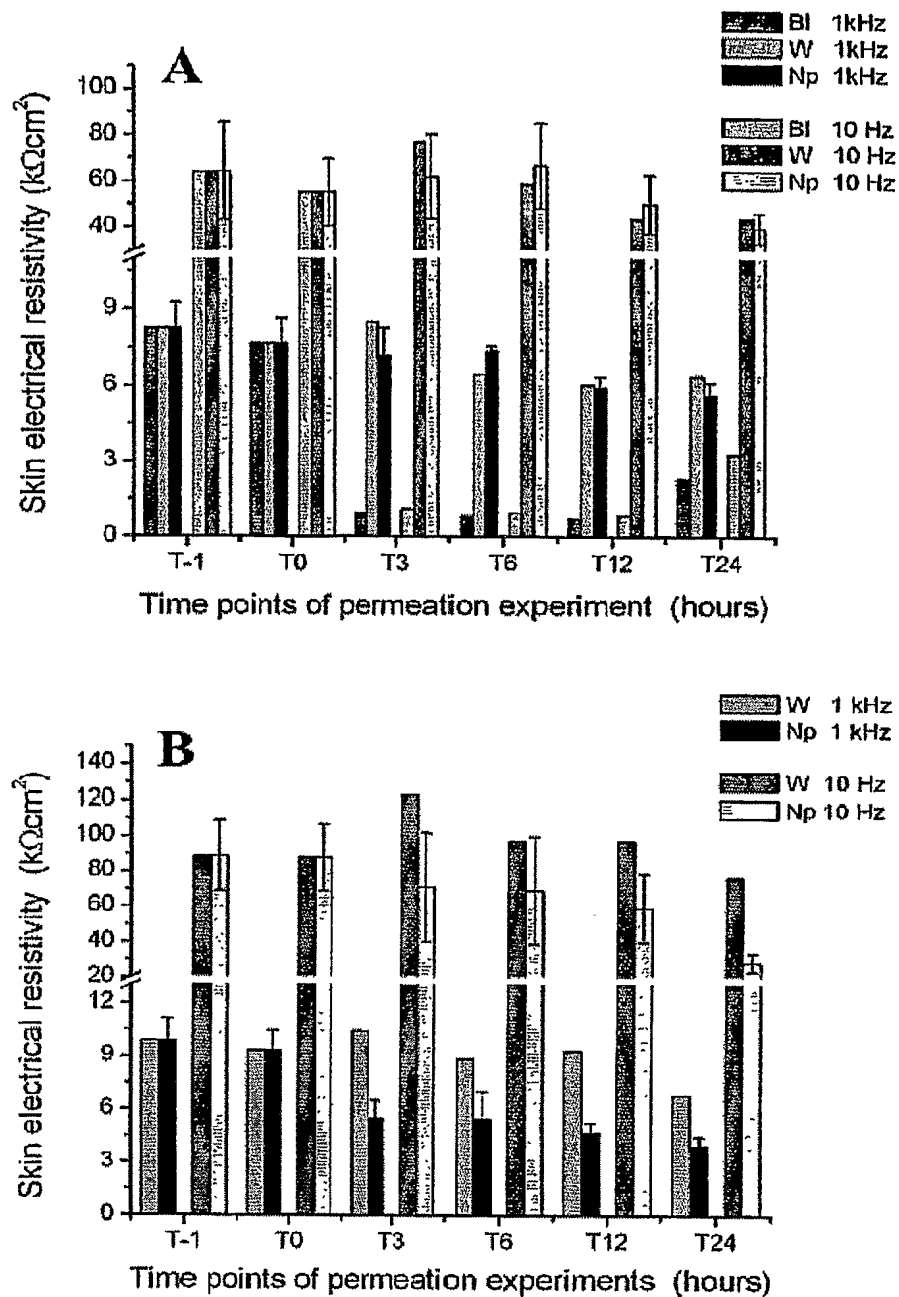 A
Bl 1kHz
W 1kHz
Np 1kHz
Bl 10 Hz
W 10 Hz
Np 10 Hz
Skin electrical resistivity (kΩcm²)
100
80
60
40
9
6
3
0
T-1 T0 T3 T6 T12 T24
Time points of permeation experiment (hours)
B
W 1 kHz
Np 1 kHz
W 10 Hz
Np 10 Hz
Skin electrical resistivity (kΩcm²)
140
120
100
80
60
40
20
12
9
6
3
0
T-1 T0 T3 T6 T12 T24
Time points of permeation experiments (hours)